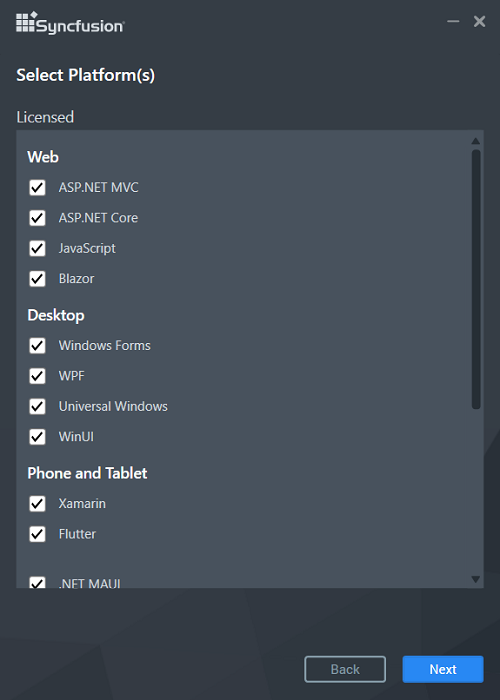 Syncfusion
Select Platform(s)
Licensed
Web
ASP.NET MVC
ASP.NET Core
JavaScript
Blazor
Desktop
Windows Forms
WPF
Universal Windows
WinUI
Phone and Tablet
Xamarin
Flutter
.NET MAUI
Back
Next